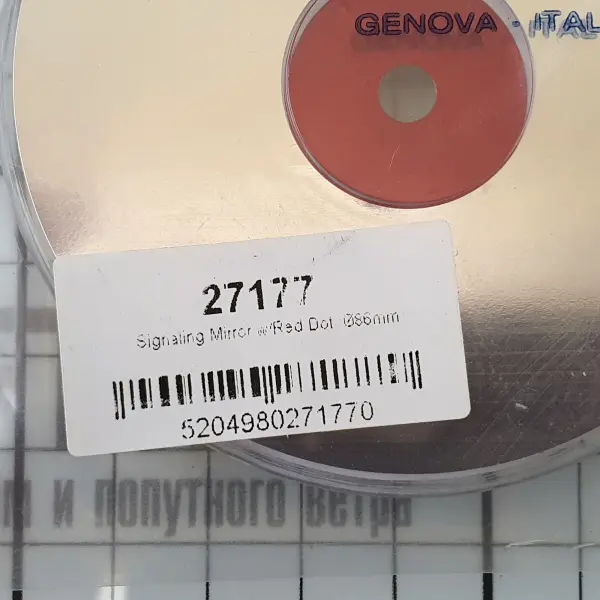 GENOVA - ITAL
27177
Signaling Mirror w/Red Dot Ø86mm
5204980271770
м и попутного ветра